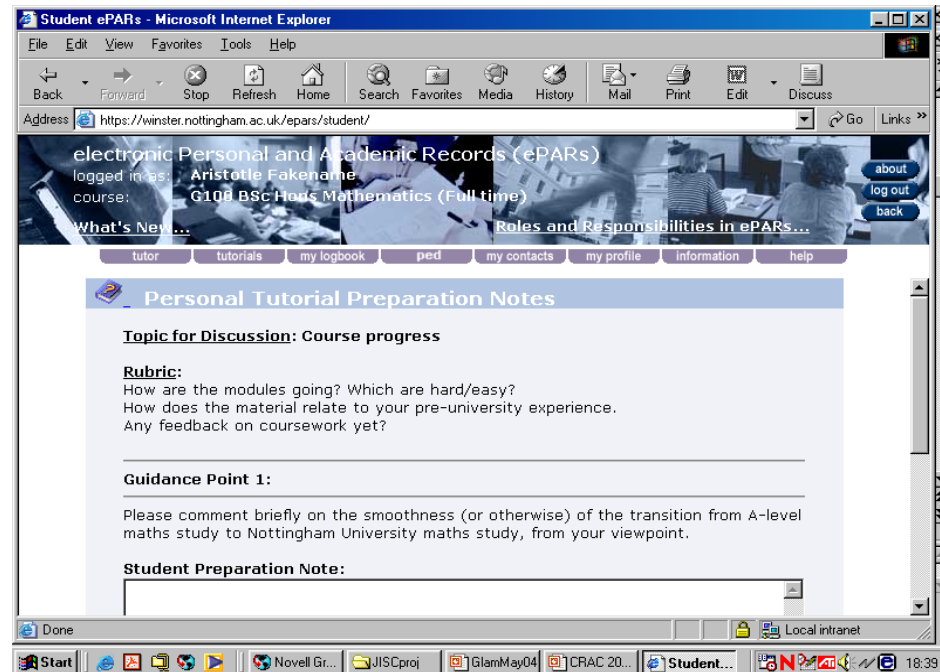 Student ePARs - Microsoft Internet Explorer
File Edit View Favorites Tools Help
Back Forward Stop Refresh Home Search Favorites Media History Mail Print Edit Discuss
Address https://winster.nottingham.ac.uk/epars/student/ Go Links »
electronic Personal and Academic Records (ePARs)
logged in as: Aristotle Fakename
course: G100 BSc Hons Mathematics (Full time)
What's New... Roles and Responsibilities in ePARs...
about
log out
back
tutor tutorials my logbook ped my contacts my profile information help
Personal Tutorial Preparation Notes
Topic for Discussion: Course progress
Rubric:
How are the modules going? Which are hard/easy?
How does the material relate to your pre-university experience.
Any feedback on coursework yet?
Guidance Point 1:
Please comment briefly on the smoothness (or otherwise) of the transition from A-level
maths study to Nottingham University maths study, from your viewpoint.
Student Preparation Note:
Done Local intranet
Start Novell Gr... JISCproj GlamMay04 CRAC 20... Student... 18:39